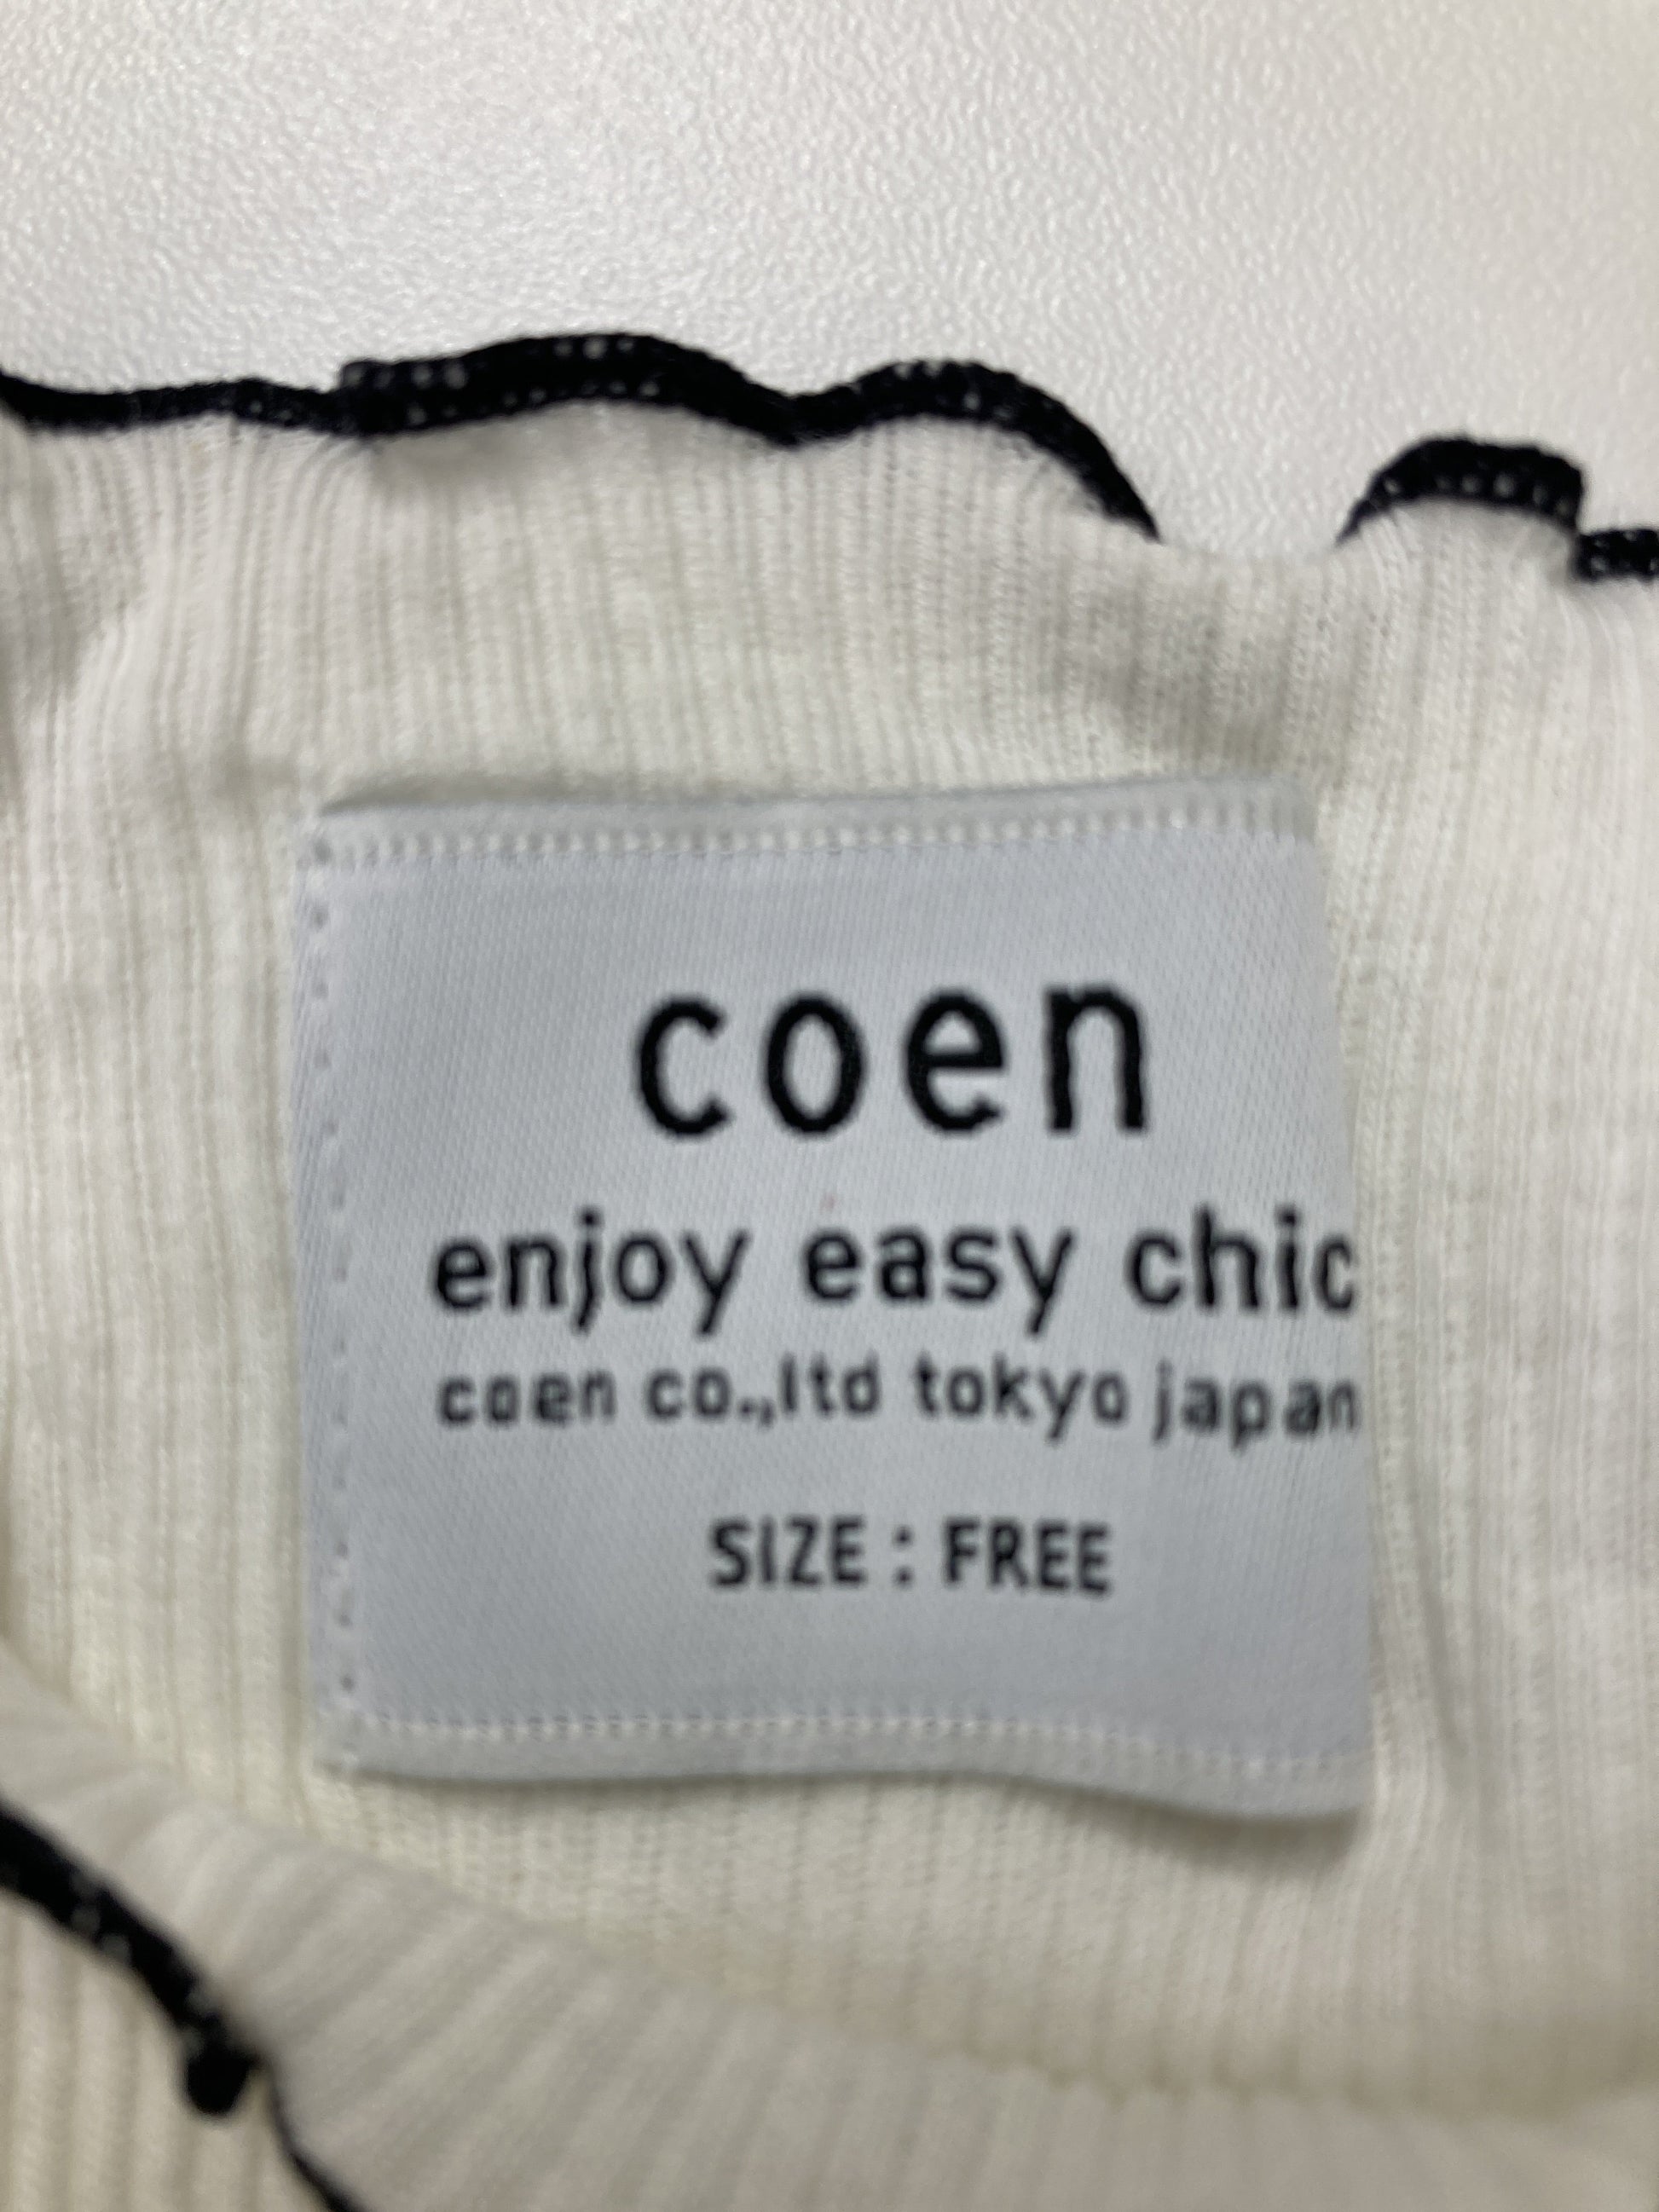 coen
enjoy easy chic
coen co.,ltd tokyo japan
SIZE : FREE